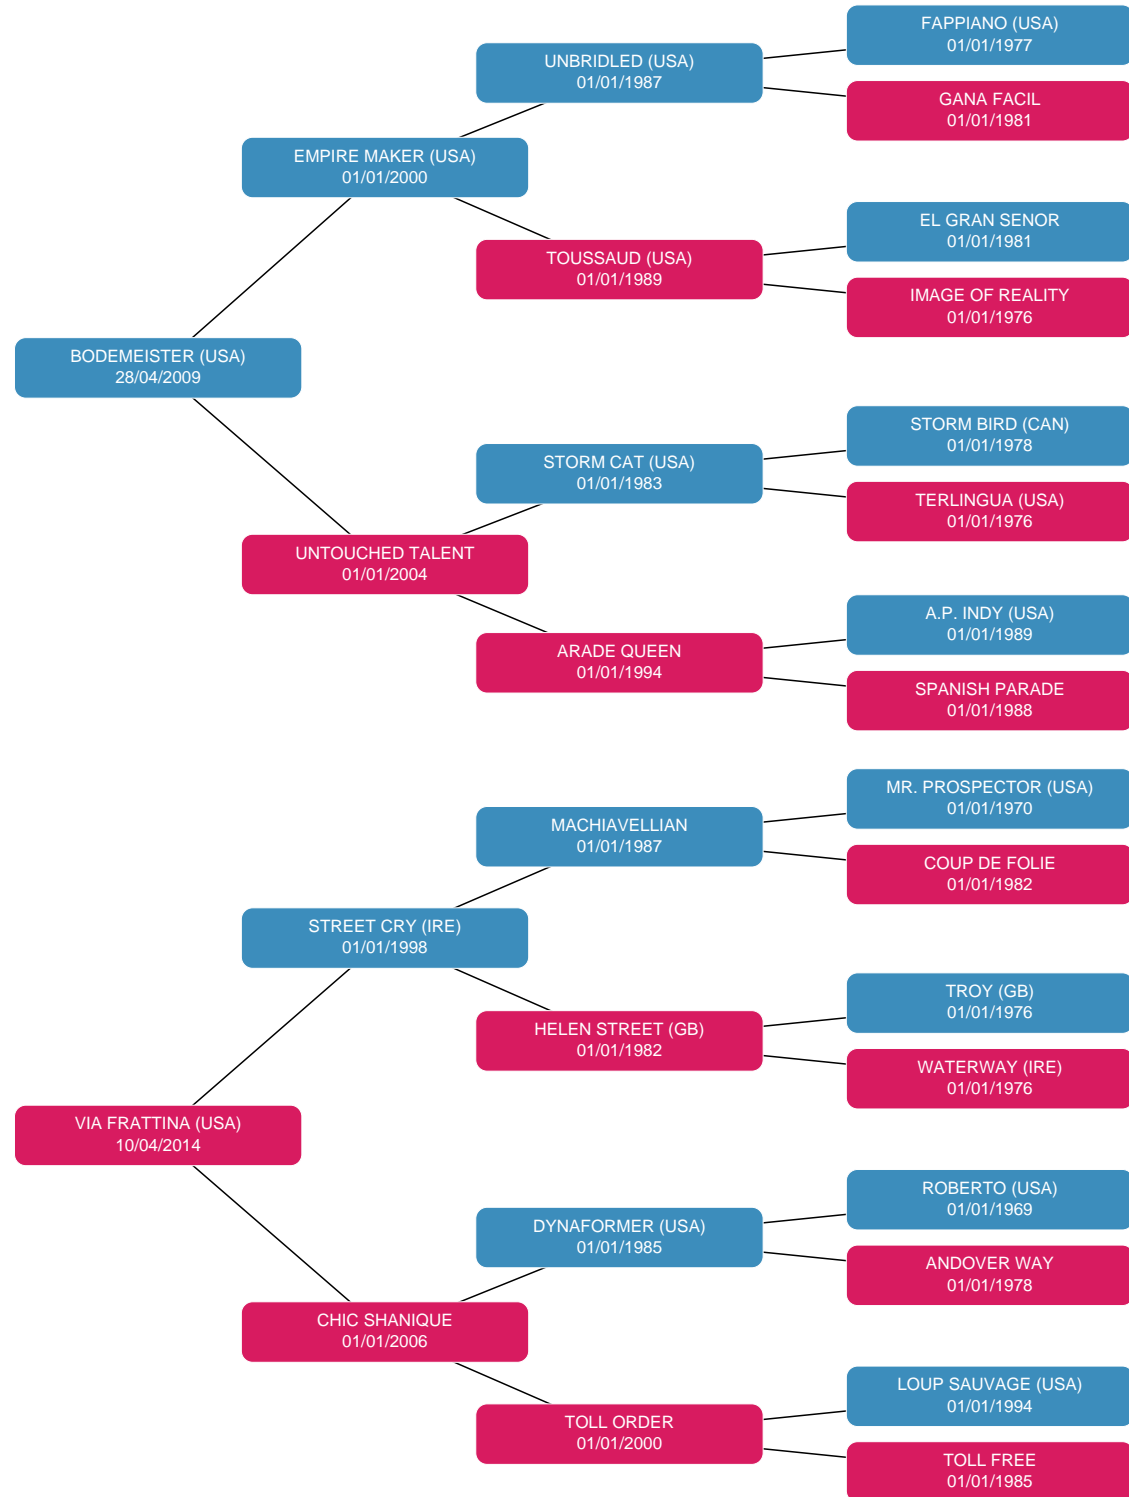 FAPPIANO (USA)
01/01/1977
UNBRIDLED (USA)
01/01/1987
GANA FACIL
01/01/1981
EMPIRE MAKER (USA)
01/01/2000
EL GRAN SENOR
01/01/1981
TOUSSAUD (USA)
01/01/1989
IMAGE OF REALITY
01/01/1976
BODEMEISTER (USA)
28/04/2009
STORM BIRD (CAN)
01/01/1978
STORM CAT (USA)
01/01/1983
TERLINGUA (USA)
01/01/1976
UNTOUCHED TALENT
01/01/2004
A.P. INDY (USA)
01/01/1989
ARADE QUEEN
01/01/1994
SPANISH PARADE
01/01/1988
MR. PROSPECTOR (USA)
01/01/1970
MACHIAVELLIAN
01/01/1987
COUP DE FOLIE
01/01/1982
STREET CRY (IRE)
01/01/1998
TROY (GB)
01/01/1976
HELEN STREET (GB)
01/01/1982
WATERWAY (IRE)
01/01/1976
VIA FRATTINA (USA)
10/04/2014
ROBERTO (USA)
01/01/1969
DYNAFORMER (USA)
01/01/1985
ANDOVER WAY
01/01/1978
CHIC SHANIQUE
01/01/2006
LOUP SAUVAGE (USA)
01/01/1994
TOLL ORDER
01/01/2000
TOLL FREE
01/01/1985